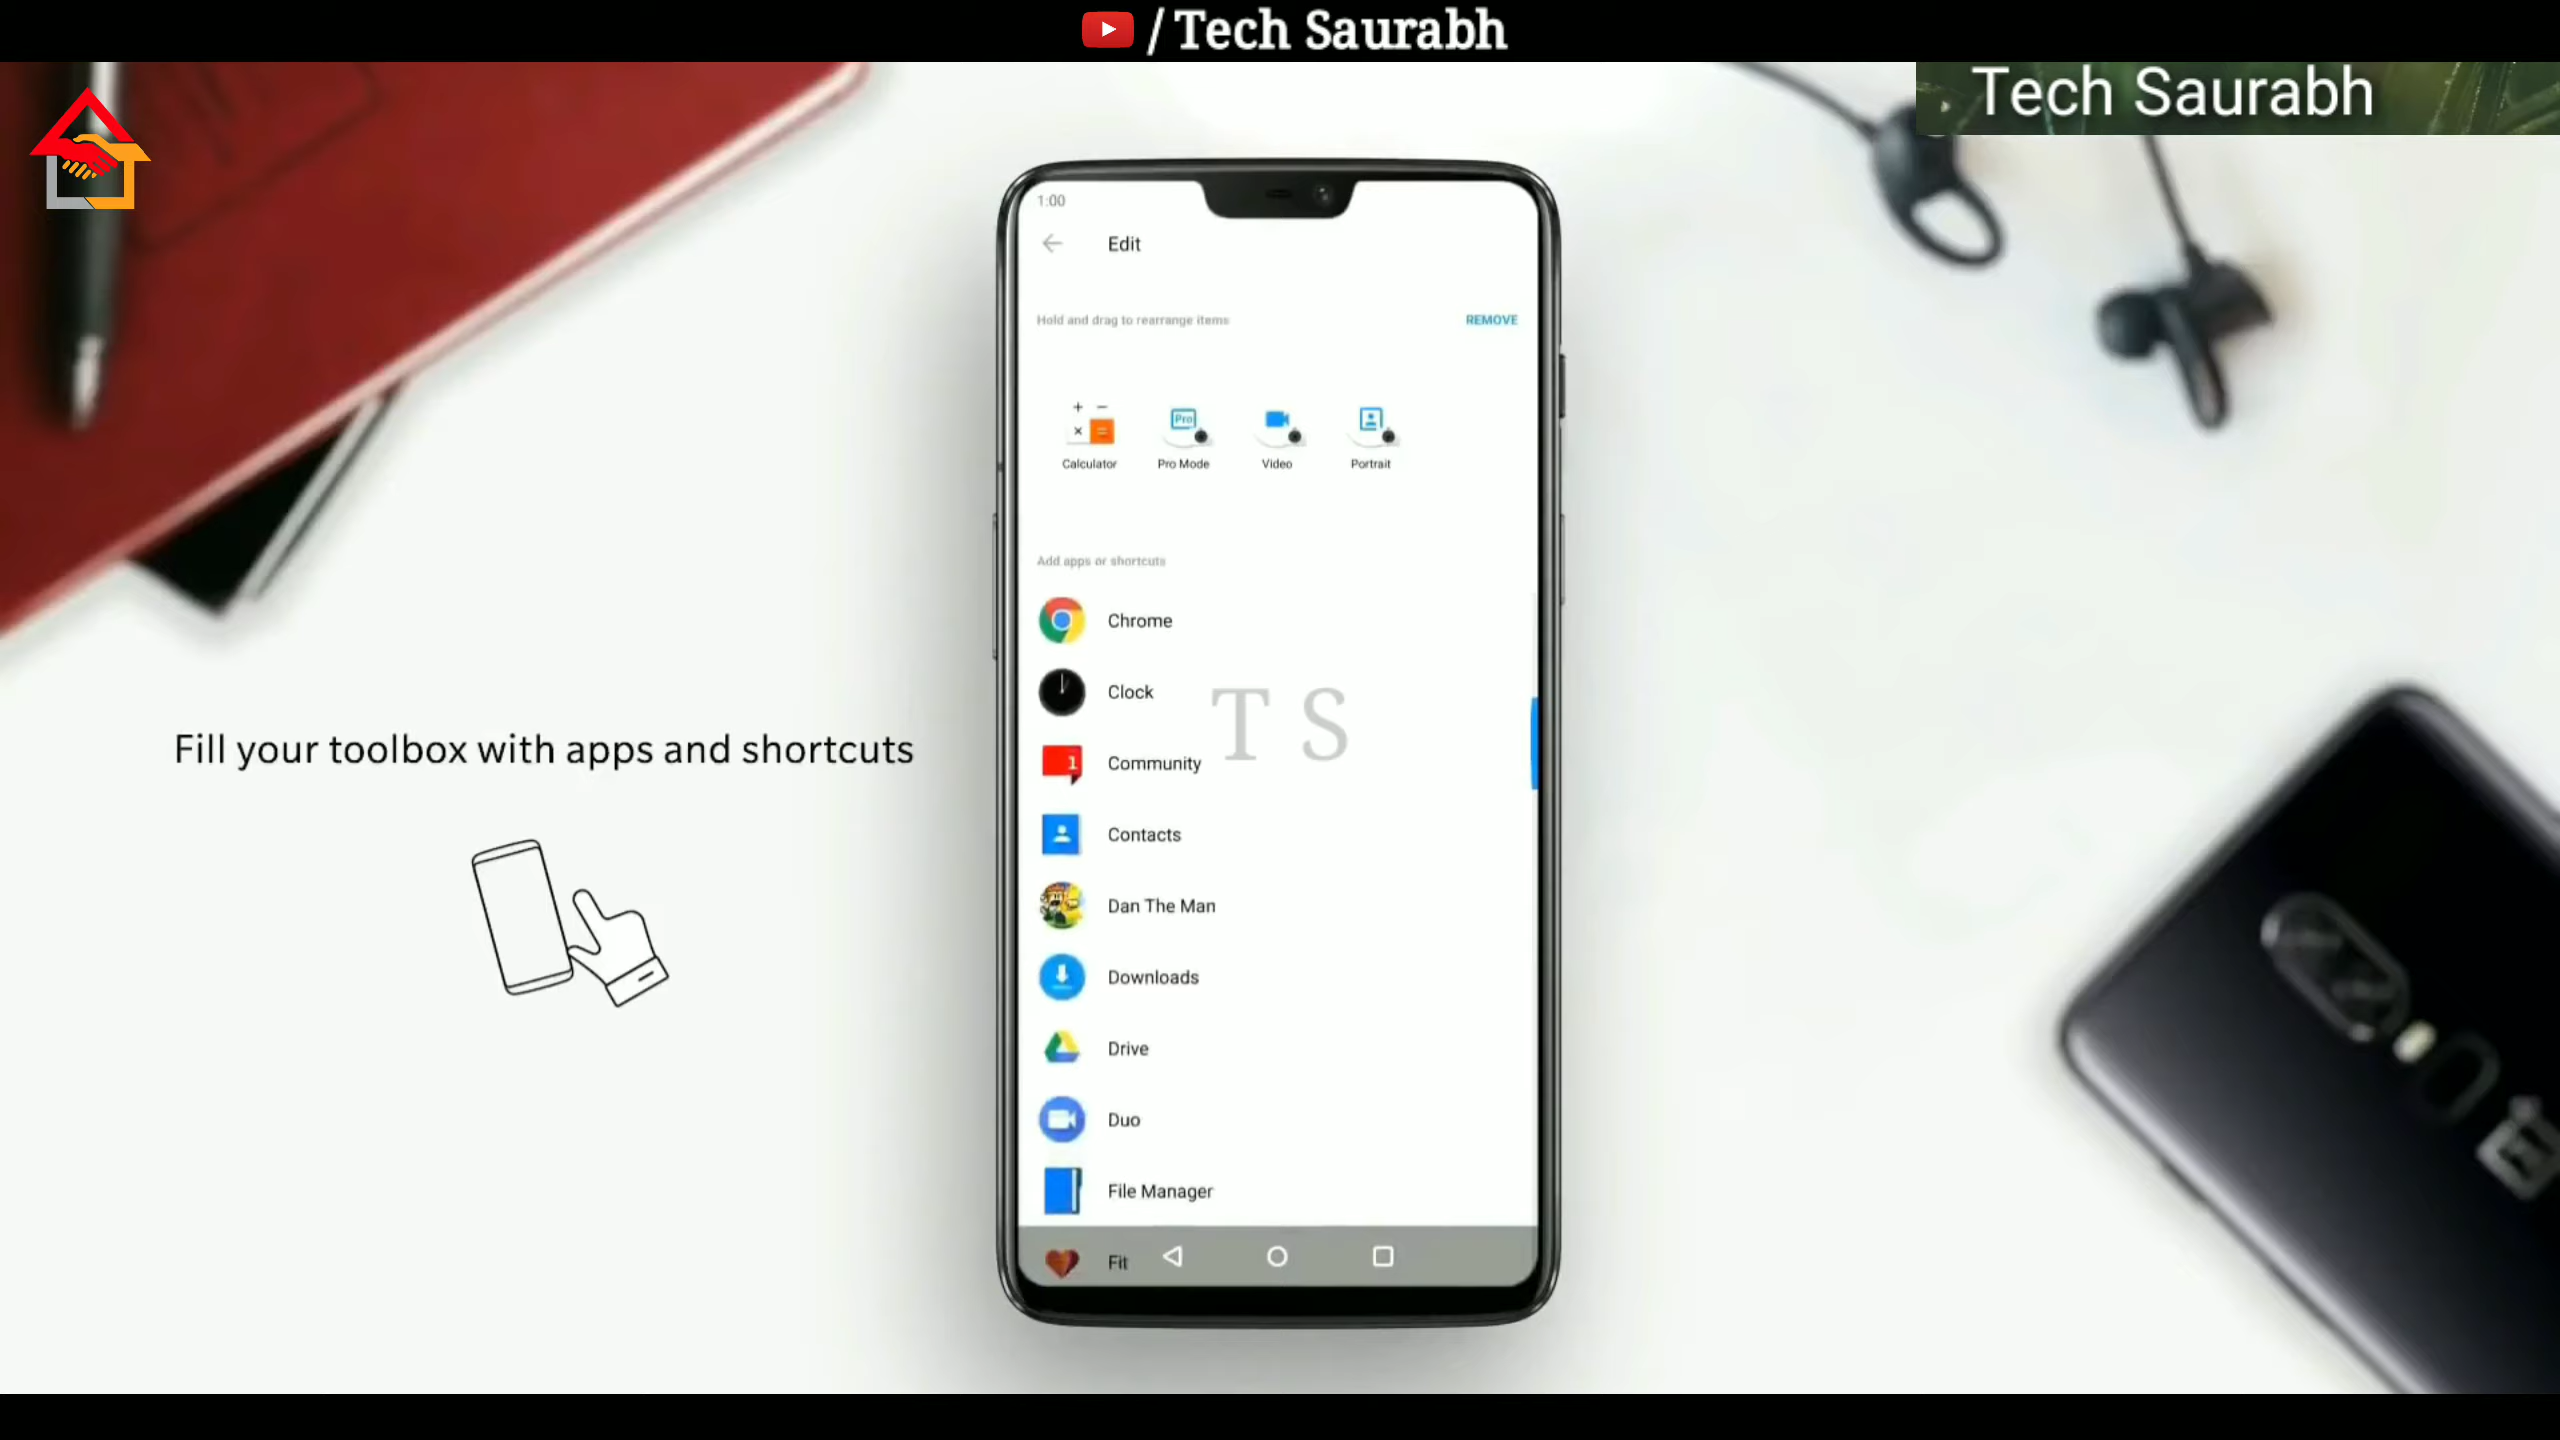 /Tech Saurabh
Tech Saurabh
1:00
Edit
Hold and drag to rearrange items
REMOVE
Calculator
Pro
Pro Mode
Video
Portrait
Add apps or shortcuts
Chrome
Clock
T S
1
Community
Fill your toolbox with apps and shortcuts
Contacts
Dan The Man
Downloads
Drive
Duo
File Manager
Fit